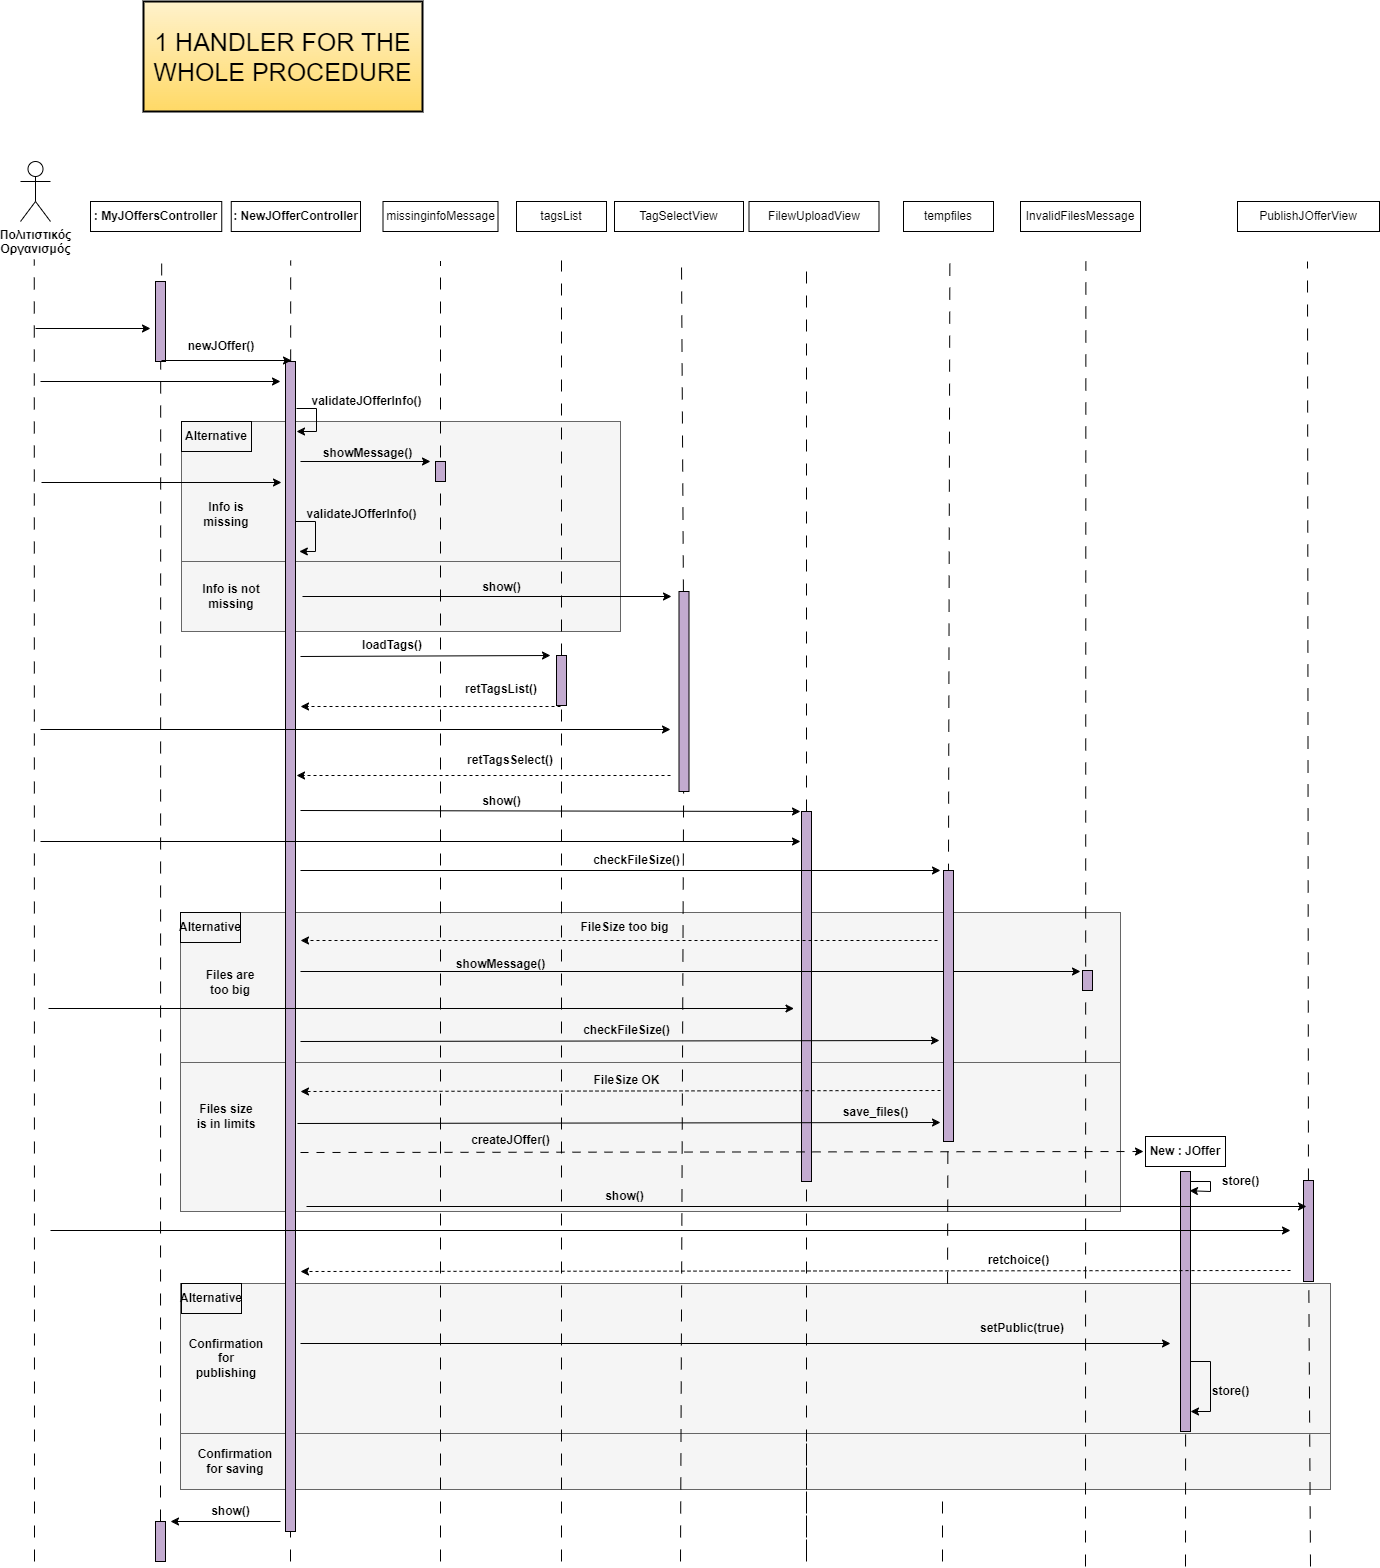 1 HANDLER FOR THE
WHOLE PROCEDURE
Πολιτιστικός
Οργανισμός
: MyJOffersController
: NewJOfferController
missinginfoMessage
tagsList
TagSelectView
FilewUploadView
tempfiles
InvalidFilesMessage
PublishJOfferView
newJOffer()
validateJOfferInfo()
Alternative
showMessage()
Info is
missing
validateJOfferInfo()
Info is not
missing
show()
loadTags()
retTagsList()
retTagsSelect()
show()
checkFileSize()
Alternative
FileSize too big
showMessage()
Files are
too big
checkFileSize()
FileSize OK
Files size
is in limits
save_files()
createJOffer()
New : JOffer
store()
show()
retchoice()
Alternative
setPublic(true)
Confirmation
for
publishing
store()
Confirmation
for saving
show()